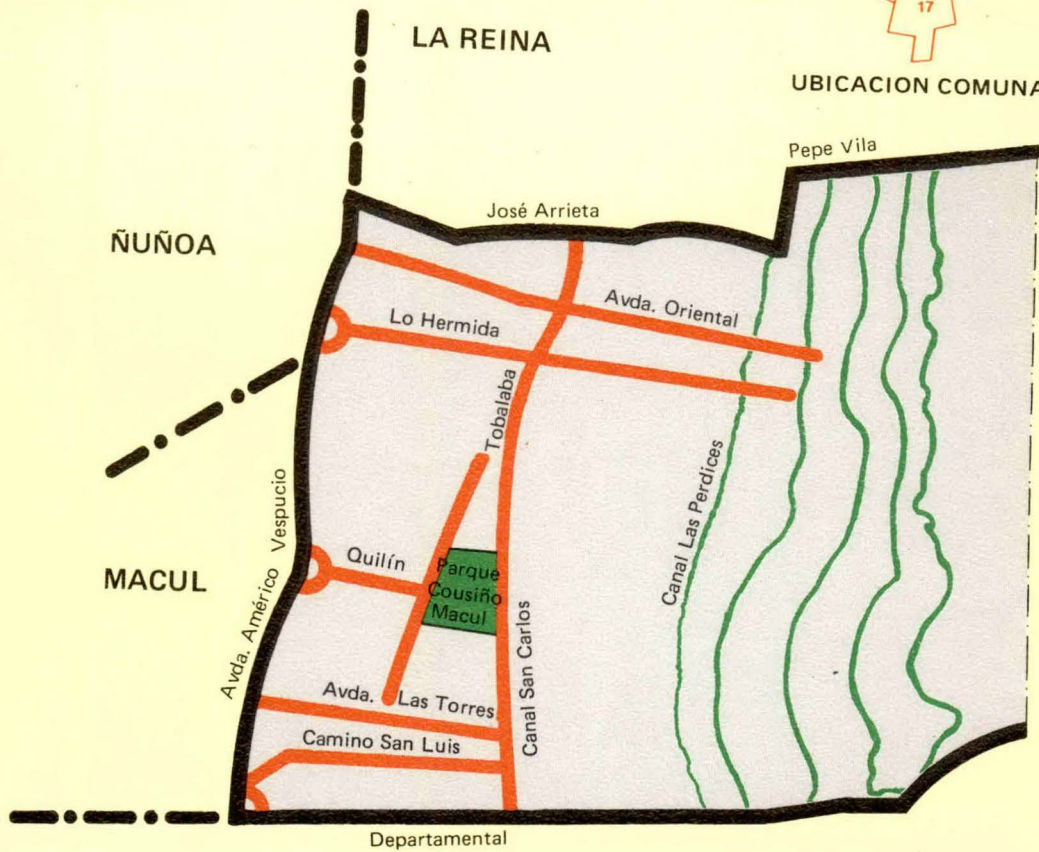 17
LA REINA
UBICACION COMUNA
Pepe Vila
José Arrieta
ÑUÑOA
Avda. Oriental
Lo Hermida
Tobalaba
Canal Las Perdices
Avda. Américo Vespucio
Quilín
Parque
Cousiño
Macul
MACUL
Canal San Carlos
Avda. Las Torres
Camino San Luis
Departamental